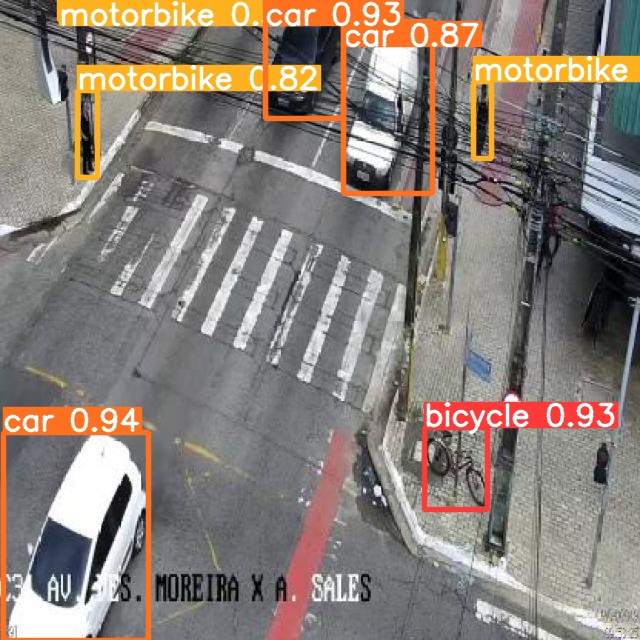 motorbike 0.
car 0.93
car 0.87
motorbike 0.82
motorbike
car 0.94
bicycle 0.93
AV. DES. MOREIRA X A. SALES